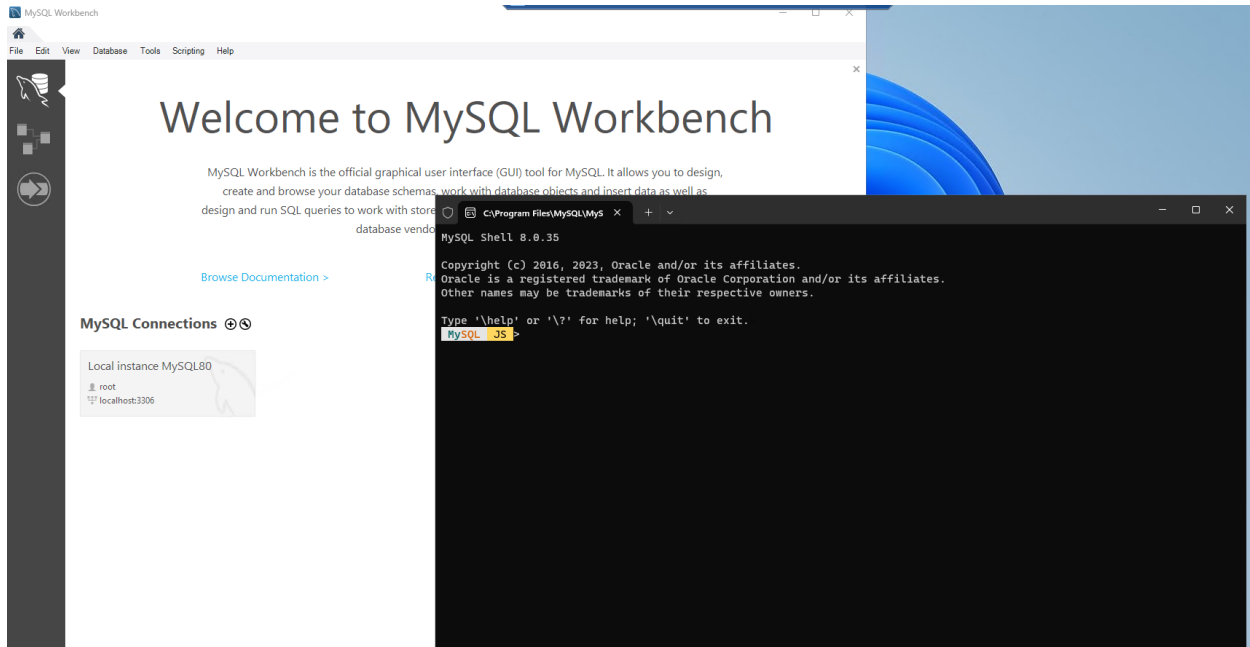 MySQL Workbench
File Edit View Database Tools Scripting Help
Welcome to MySQL Workbench
MySQL Workbench is the official graphical user interface (GUI) tool for MySQL. It allows you to design,
create and browse your database schemas, work with database objects and insert data as well as
design and run SQL queries to work with store
database vendo
Browse Documentation >
MySQL Connections
Local instance MySQL80
root
localhost:3306
C:\Program Files\MySQL\MyS
MySQL Shell 8.0.35
Copyright (c) 2016, 2023, Oracle and/or its affiliates.
Oracle is a registered trademark of Oracle Corporation and/or its affiliates.
Other names may be trademarks of their respective owners.
Type '\help' or '\?' for help; '\quit' to exit.
MySQL JS >